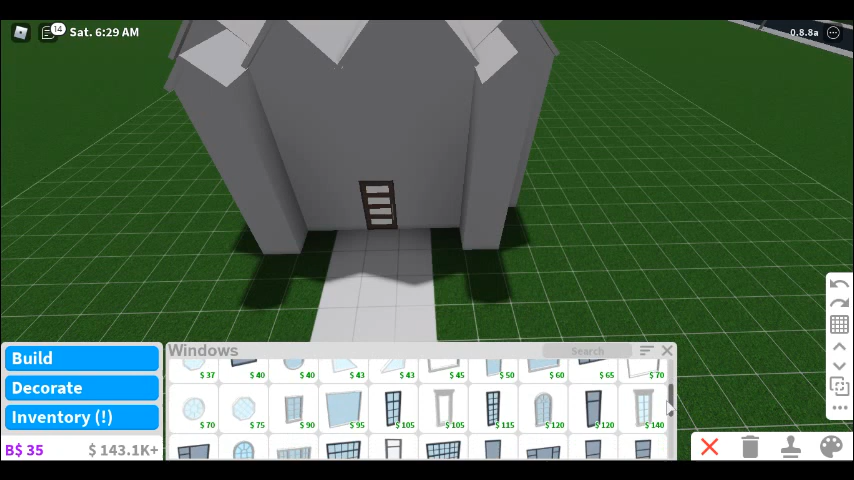 14
Sat. 6:29 AM
0.8.8a
Build
Decorate
Inventory (!)
B$ 35
$ 143.1K+
Windows
Search
$ 37
$ 40
$ 40
$ 43
$ 43
$ 45
$ 50
$ 60
$ 65
$ 70
$ 70
$ 75
$ 90
$ 95
$ 105
$ 105
$ 115
$ 120
$ 120
$ 140